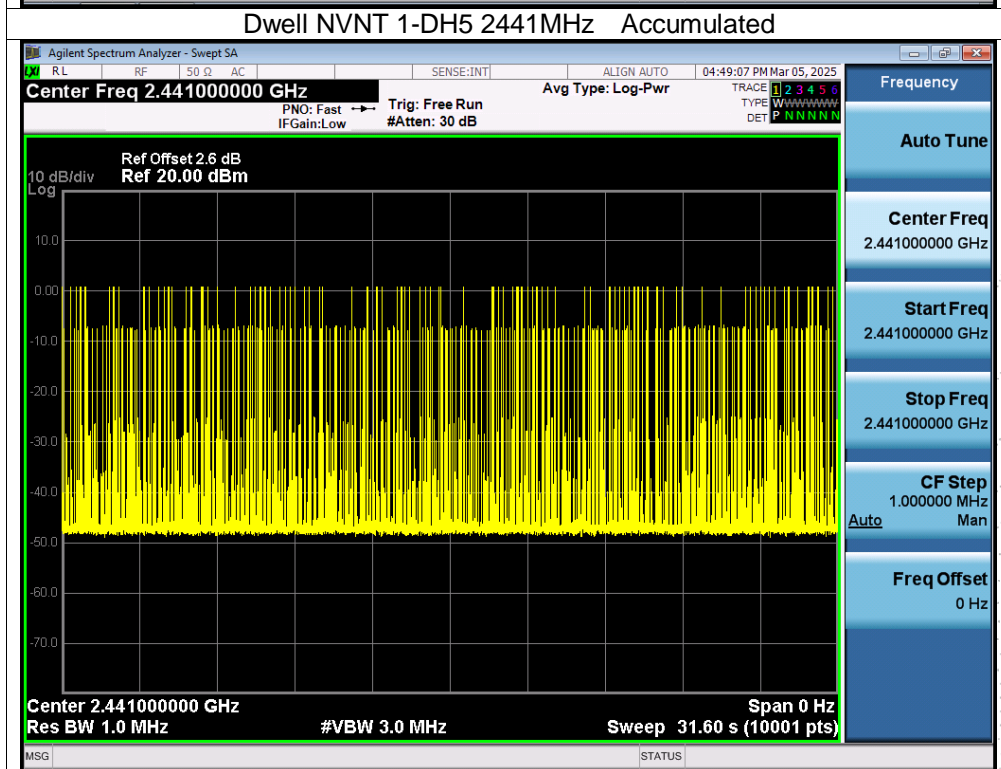 Dwell NVNT 1-DH5 2441MHz Accumulated
Agilent Spectrum Analyzer - Swept SA
LXI RL RF 50 Ω AC SENSE:INT ALIGN AUTO 04:49:07 PM Mar 05, 2025
Center Freq 2.441000000 GHz Avg Type: Log-Pwr TRACE 1 2 3 4 5 6
PNO: Fast Trig: Free Run TYPE WWWWWWW
IFGain:Low #Atten: 30 dB DET P N N N N N
Ref Offset 2.6 dB
10 dB/div Ref 20.00 dBm
Log
10.0
0.00
-10.0
-20.0
-30.0
-40.0
-50.0
-60.0
-70.0
Center 2.441000000 GHz Span 0 Hz
Res BW 1.0 MHz #VBW 3.0 MHz Sweep 31.60 s (10001 pts)
MSG STATUS
Frequency
Auto Tune
Center Freq
2.441000000 GHz
Start Freq
2.441000000 GHz
Stop Freq
2.441000000 GHz
CF Step
1.000000 MHz
Auto Man
Freq Offset
0 Hz